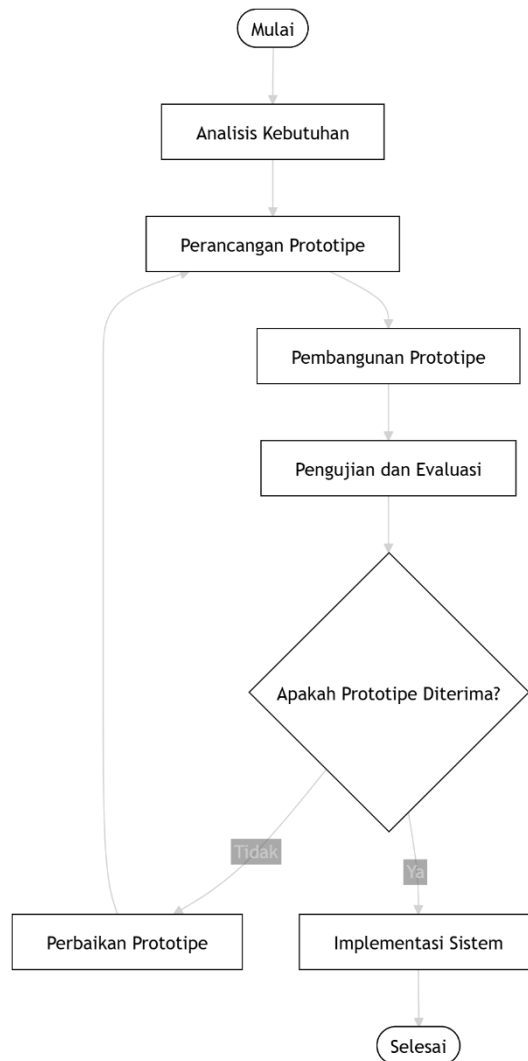 Mulai
Analisis Kebutuhan
Perancangan Prototipe
Pembangunan Prototipe
Pengujian dan Evaluasi
Apakah Prototipe Diterima?
Tidak
Ya
Perbaikan Prototipe
Implementasi Sistem
Selesai